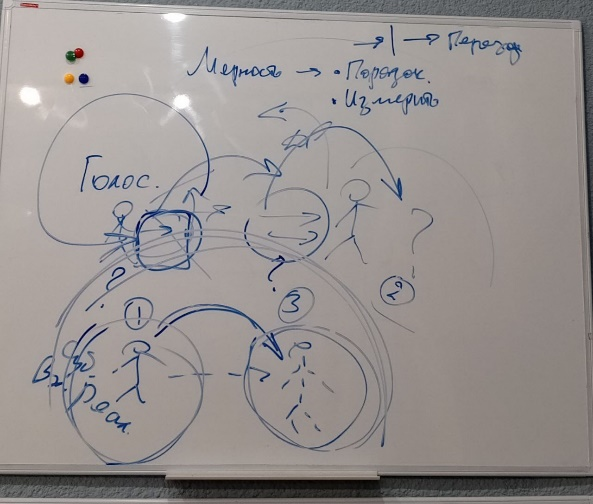 → | → Переход
Мерность → • Порядок.
• Измерить
Голос.
?
?
?
2
1
3
Реал.